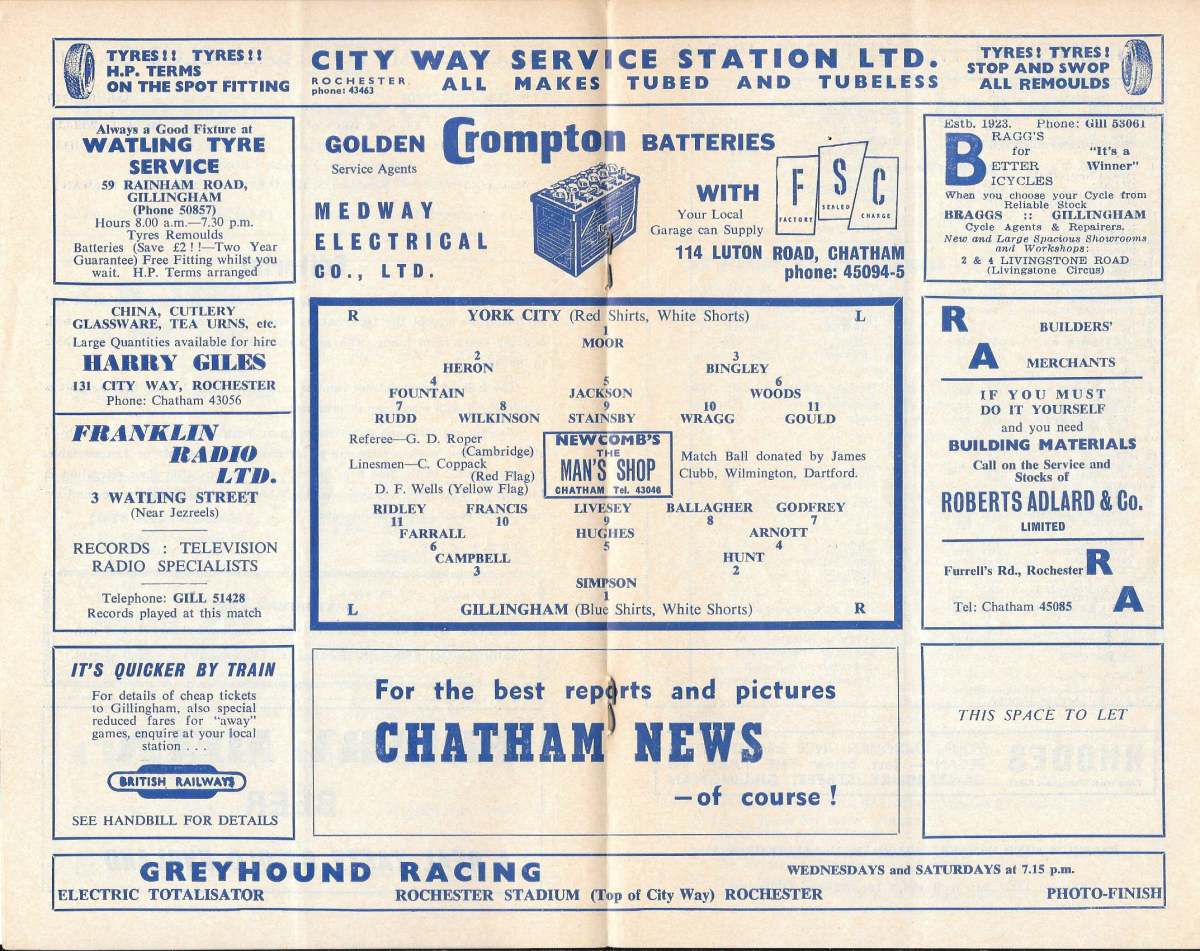 TYRES!! TYRES!!
H.P. TERMS
ON THE SPOT FITTING
CITY WAY SERVICE STATION LTD.
ROCHESTER.
phone: 43463
ALL MAKES TUBED AND TUBELESS
TYRES! TYRES!
STOP AND SWOP
ALL REMOULDS
Always a Good Fixture at
WATLING TYRE
SERVICE
59 RAINHAM ROAD,
GILLINGHAM
(Phone 50857)
Hours 8.00 a.m.—7.30 p.m.
Tyres Remoulds
Batteries (Save £2!!—Two Year
Guarantee) Free Fitting whilst you
wait. H.P. Terms arranged
GOLDEN Crompton BATTERIES
Service Agents
MEDWAY
ELECTRICAL
CO., LTD.
WITH
Your Local
Garage can Supply
F S C
FACTORY SEALED CHARGE
114 LUTON ROAD, CHATHAM
phone: 45094-5
Estb. 1923. Phone: Gill 53061
BRAGG'S
for
BETTER
BICYCLES
"It's a
Winner"
When you choose your Cycle from
Reliable Stock
BRAGGS :: GILLINGHAM
Cycle Agents & Repairers.
New and Large Spacious Showrooms
and Workshops:
2 & 4 LIVINGSTONE ROAD
(Livingstone Circus)
CHINA, CUTLERY
GLASSWARE, TEA URNS, etc.
Large Quantities available for hire
HARRY GILES
131 CITY WAY, ROCHESTER
Phone: Chatham 43056
FRANKLIN
RADIO
LTD.
3 WATLING STREET
(Near Jezreels)
RECORDS : TELEVISION
RADIO SPECIALISTS
Telephone: GILL 51428
Records played at this match
R YORK CITY (Red Shirts, White Shorts) L
1
MOOR
2 3
HERON BINGLEY
4 5 6
FOUNTAIN JACKSON WOODS
7 8 9 10 11
RUDD WILKINSON STAINSBY WRAGG GOULD
Referee—G. D. Roper
(Cambridge)
Linesmen—C. Coppack
(Red Flag)
D. F. Wells (Yellow Flag)
NEWCOMB'S
THE
MAN'S SHOP
CHATHAM Tel. 43046
Match Ball donated by James
Clubb, Wilmington, Dartford.
RIDLEY FRANCIS LIVESEY BALLAGHER GODFREY
11 10 9 8 7
FARRALL HUGHES ARNOTT
6 5 4
CAMPBELL HUNT
3 2
SIMPSON
1
L GILLINGHAM (Blue Shirts, White Shorts) R
R
A
BUILDERS'
MERCHANTS
IF YOU MUST
DO IT YOURSELF
and you need
BUILDING MATERIALS
Call on the Service and
Stocks of
ROBERTS ADLARD & Co.
LIMITED
Furrell's Rd., Rochester R
Tel: Chatham 45085 A
IT'S QUICKER BY TRAIN
For details of cheap tickets
to Gillingham, also special
reduced fares for "away"
games, enquire at your local
station . . .
BRITISH RAILWAYS
SEE HANDBILL FOR DETAILS
For the best reports and pictures
CHATHAM NEWS
—of course!
THIS SPACE TO LET
GREYHOUND RACING
WEDNESDAYS and SATURDAYS at 7.15 p.m.
ELECTRIC TOTALISATOR ROCHESTER STADIUM (Top of City Way) ROCHESTER PHOTO-FINISH